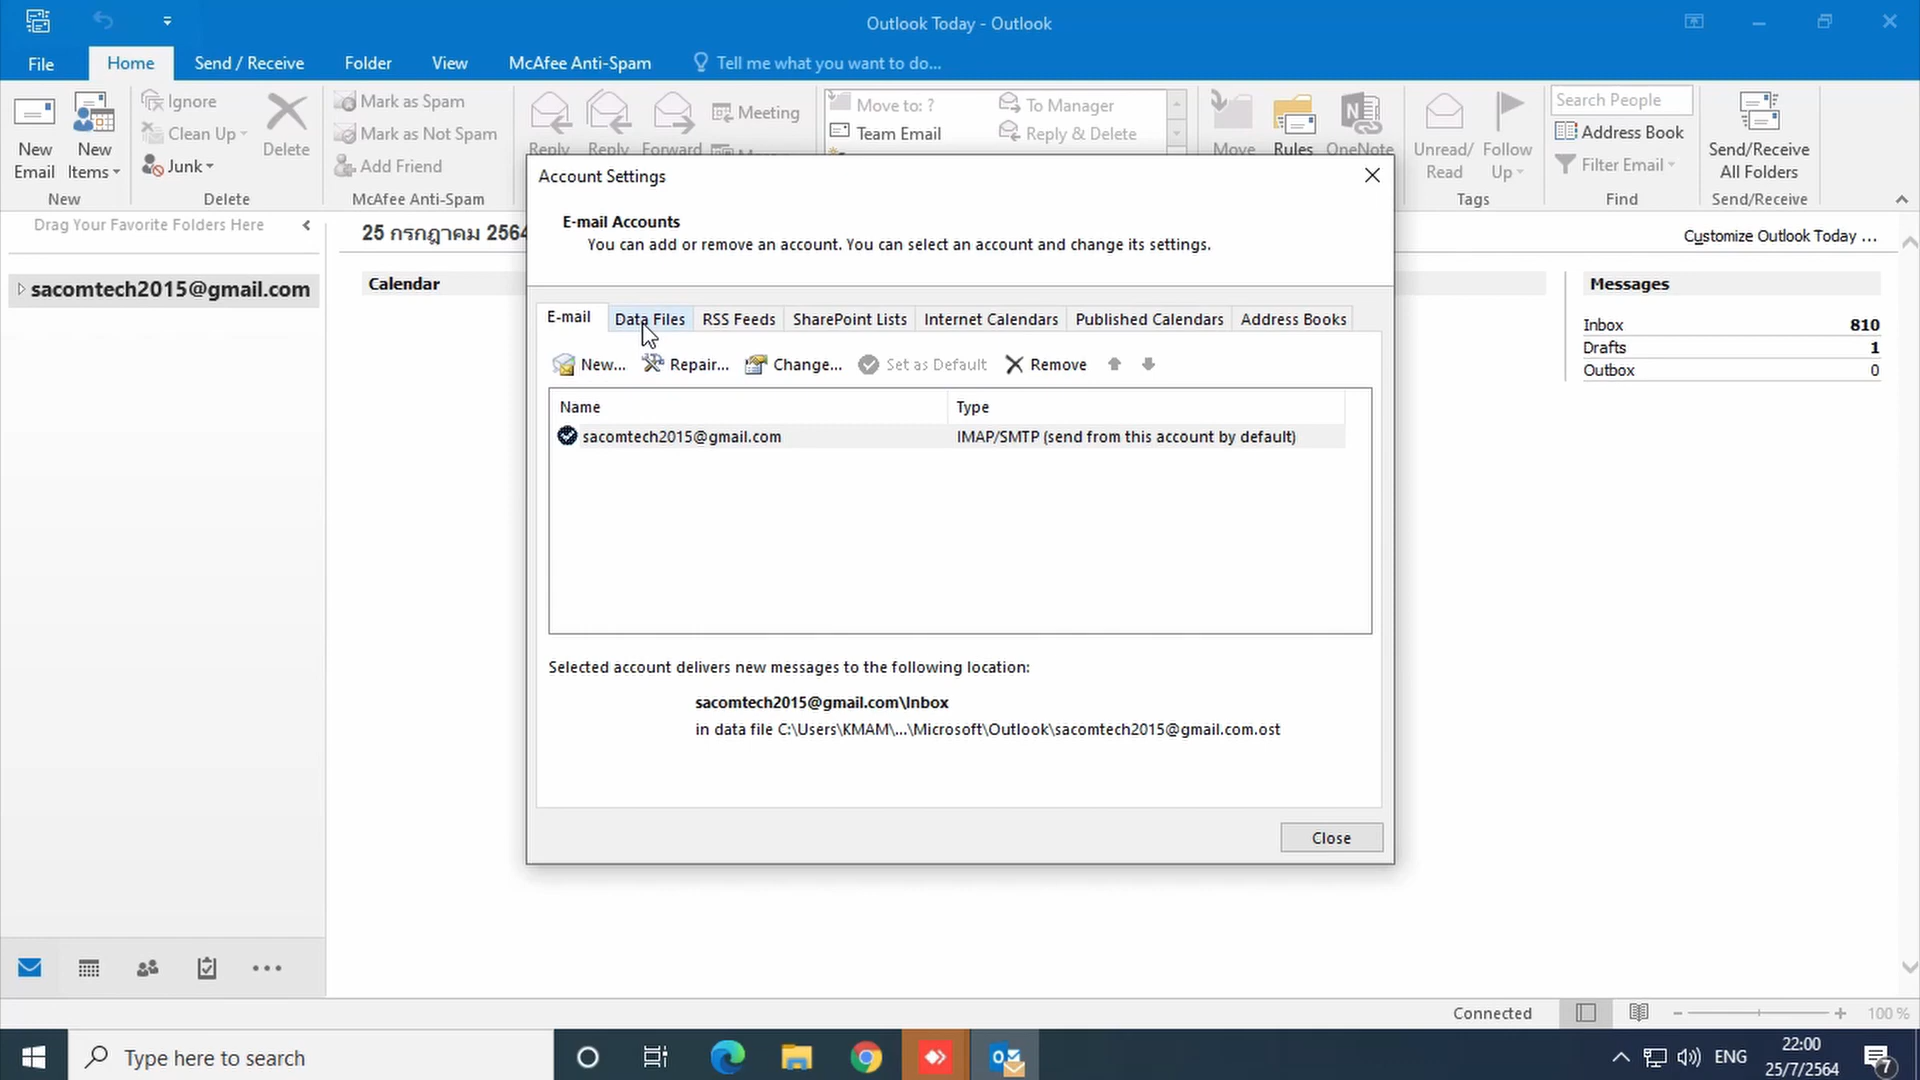 Outlook Today - Outlook
File Home Send / Receive Folder View McAfee Anti-Spam Tell me what you want to do...
New Email
New Items
New
Ignore
Clean Up
Junk
Delete
Delete
Mark as Spam
Mark as Not Spam
Add Friend
McAfee Anti-Spam
Reply Reply Forward
Meeting
Move to: ?
Team Email
To Manager
Reply & Delete
Move Rules OneNote
Unread/ Read
Follow Up
Tags
Search People
Address Book
Filter Email
Find
Send/Receive All Folders
Send/Receive
Drag Your Favorite Folders Here
sacomtech2015@gmail.com
25 กรกฎาคม 2564
Calendar
Customize Outlook Today ...
Messages
Inbox 810
Drafts 1
Outbox 0
Account Settings
E-mail Accounts
You can add or remove an account. You can select an account and change its settings.
E-mail Data Files RSS Feeds SharePoint Lists Internet Calendars Published Calendars Address Books
New... Repair... Change... Set as Default Remove
Name Type
sacomtech2015@gmail.com IMAP/SMTP (send from this account by default)
Selected account delivers new messages to the following location:
sacomtech2015@gmail.com\Inbox
in data file C:\Users\KMAM\...\Microsoft\Outlook\sacomtech2015@gmail.com.ost
Close
Connected 100 %
Type here to search
ENG
22:00
25/7/2564
7